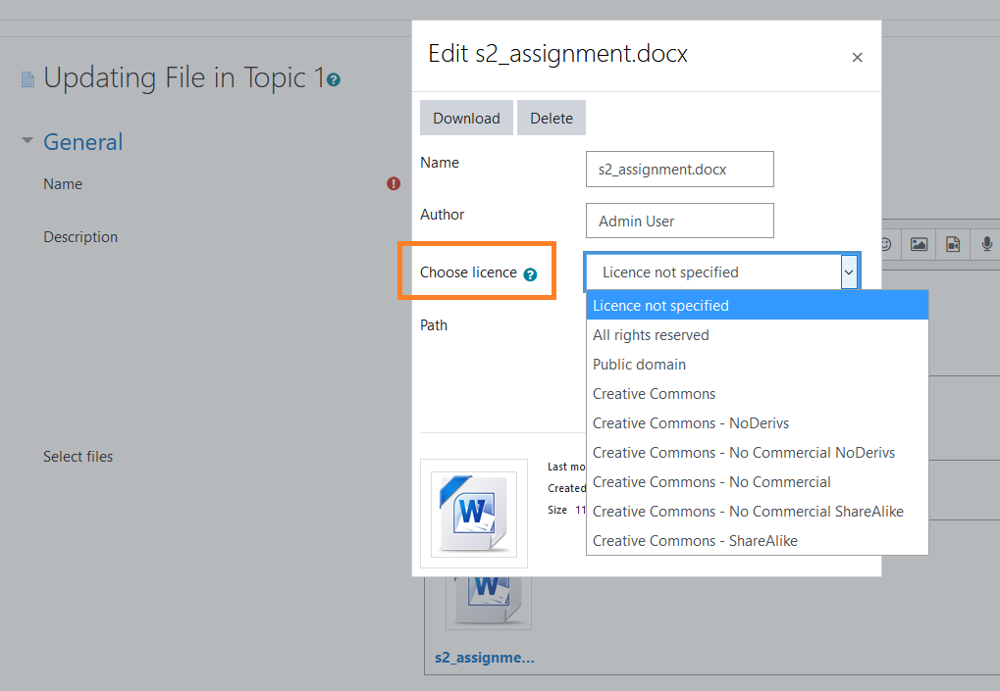 Edit s2_assignment.docx
×
Updating File in Topic 1
Download Delete
General
Name
s2_assignment.docx
Name
Author
Admin User
Description
Choose licence
Licence not specified
Licence not specified
All rights reserved
Path
Public domain
Creative Commons
Creative Commons - NoDerivs
Creative Commons - No Commercial NoDerivs
Creative Commons - No Commercial
Creative Commons - No Commercial ShareAlike
Creative Commons - ShareAlike
Select files
Last mo
Created
Size 11
W
W
s2_assignme...